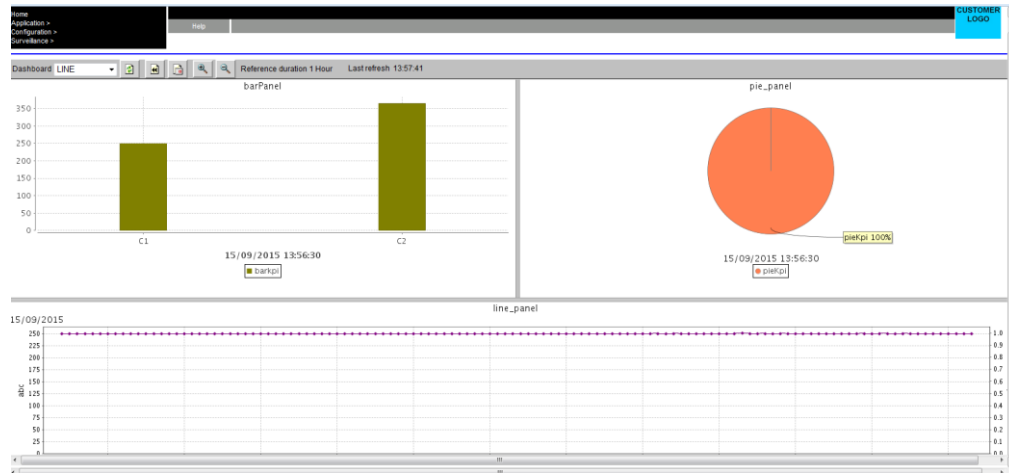 Home
Application >
Configuration >
Surveillance >
Help
CUSTOMER
LOGO
Dashboard LINE
Reference duration 1 Hour Last refresh 13:57:41
barPanel
350
300
250
200
150
100
50
0
C1 C2
15/09/2015 13:56:30
barkpi
pie_panel
pieKpi 100%
15/09/2015 13:56:30
pieKpi
line_panel
15/09/2015
abc
250
225
200
175
150
125
100
75
50
25
0
1.0
0.9
0.8
0.7
0.6
0.5
0.4
0.3
0.2
0.1
0.0